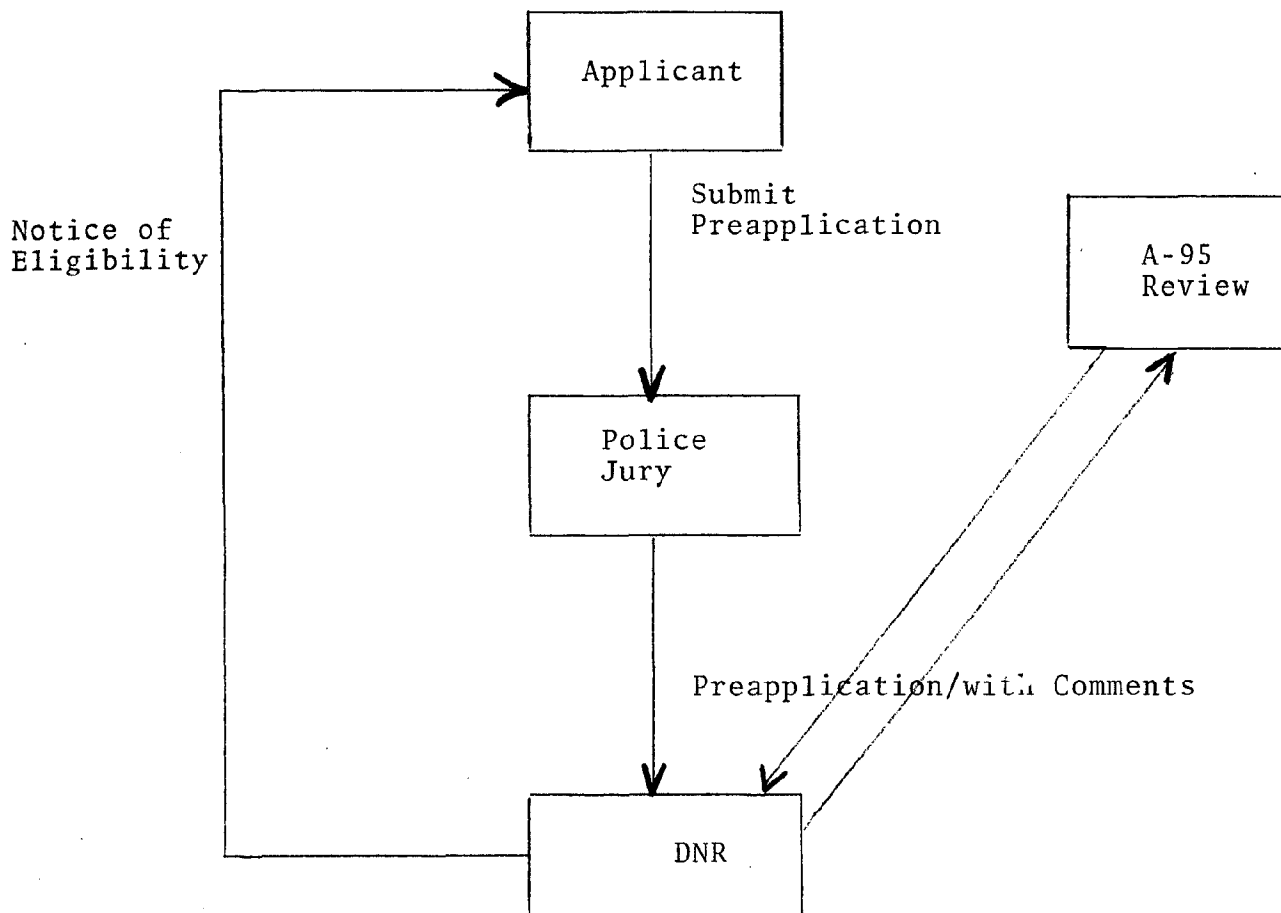 Applicant
Submit
Preapplication
Notice of
Eligibility
A-95
Review
Police
Jury
Preapplication/with Comments
DNR